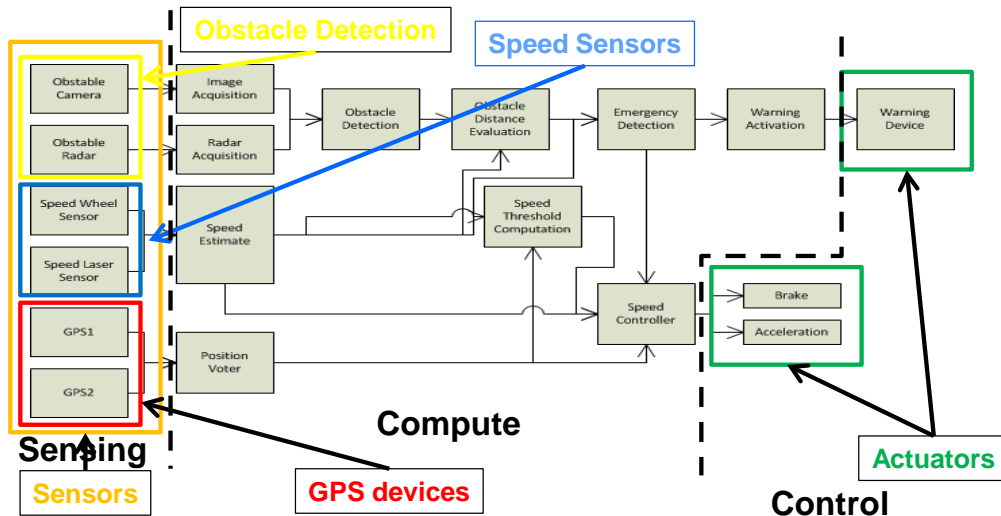 Obstacle Detection
Speed Sensors
Obstable
Camera
Image
Acquisition
Obstacle
Detection
Obstacle
Distance
Evaluation
Emergency
Detection
Warning
Activation
Warning
Device
Obstable
Radar
Radar
Acquisition
Speed Wheel
Sensor
Speed Laser
Sensor
Speed
Estimate
Speed
Threshold
Computation
Speed
Controller
Brake
Acceleration
GPS1
GPS2
Position
Voter
Sensing
Compute
Control
Sensors
GPS devices
Actuators